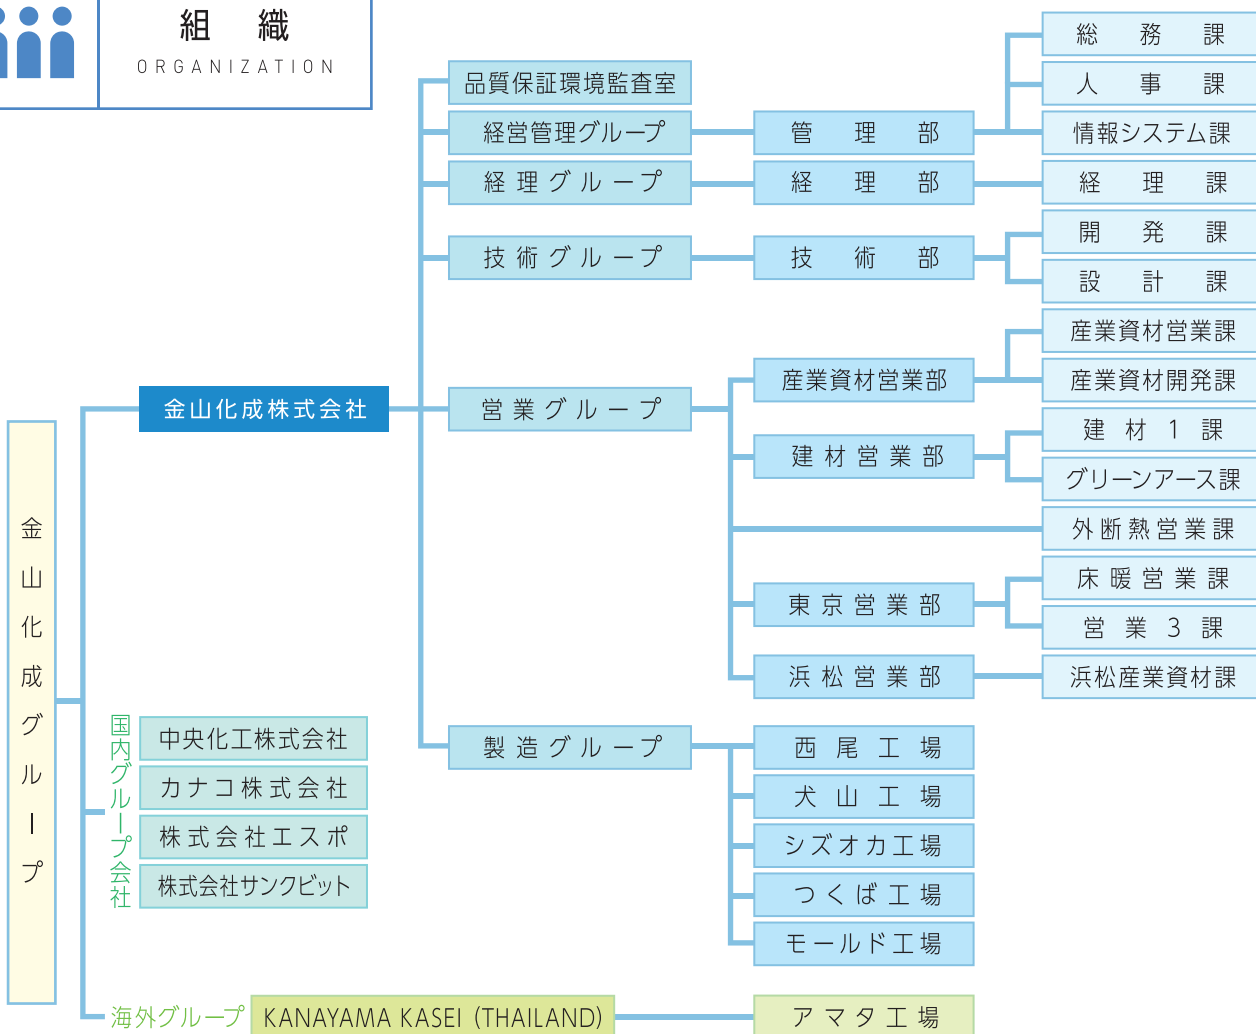 組織
ORGANIZATION
金山化成グループ
金山化成株式会社
品質保証環境監査室
経営管理グループ
管理部
総務課
人事課
情報システム課
経理グループ
経理部
経理課
技術グループ
技術部
開発課
設計課
営業グループ
産業資材営業部
産業資材営業課
産業資材開発課
建材営業部
建材1課
グリーンアース課
外断熱営業課
東京営業部
床暖営業課
営業3課
浜松営業部
浜松産業資材課
製造グループ
西尾工場
犬山工場
シズオカ工場
つくば工場
モールド工場
国内グループ会社
中央化工株式会社
カナコ株式会社
株式会社エスポ
株式会社サンクビット
海外グループ
KANAYAMA KASEI (THAILAND)
アマタ工場